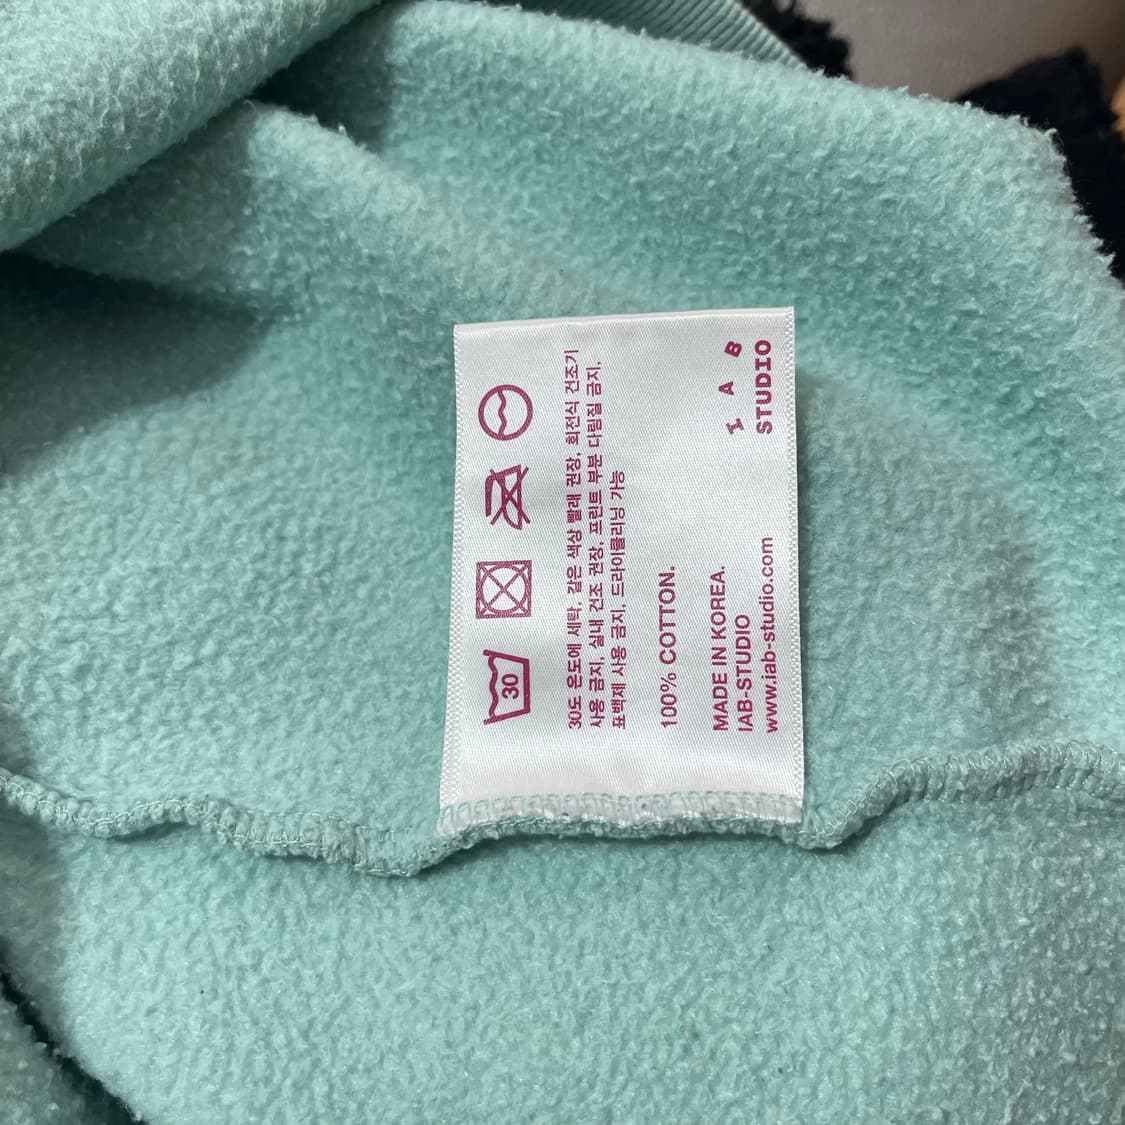 30
30도 온도에 세탁, 같은 색상 빨래 권장, 회전식 건조기
사용 금지, 실내 건조 권장, 프린트 부분 다림질 금지,
표백제 사용 금지, 드라이클리닝 가능
100% COTTON.
MADE IN KOREA.
IAB-STUDIO
www.iab-studio.com
I A B
STUDIO